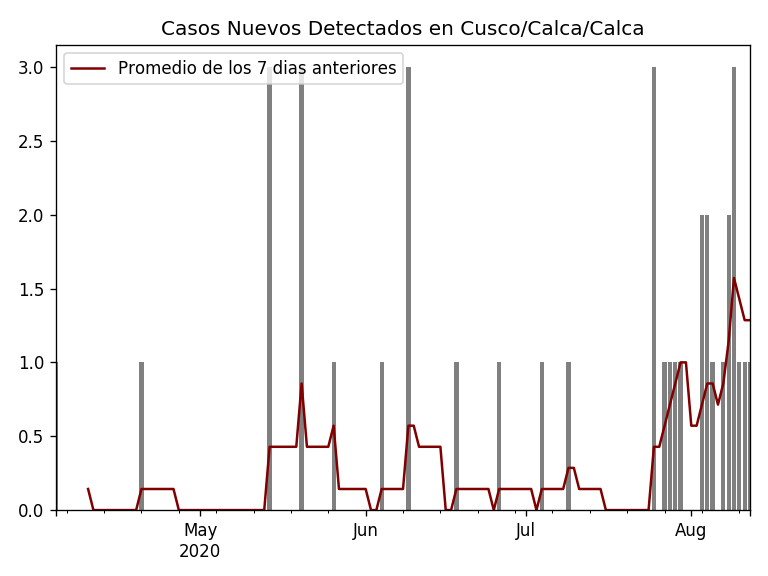 Casos Nuevos Detectados en Cusco/Calca/Calca
Promedio de los 7 dias anteriores
3.0
2.5
2.0
1.5
1.0
0.5
0.0
May Jun Jul Aug
2020